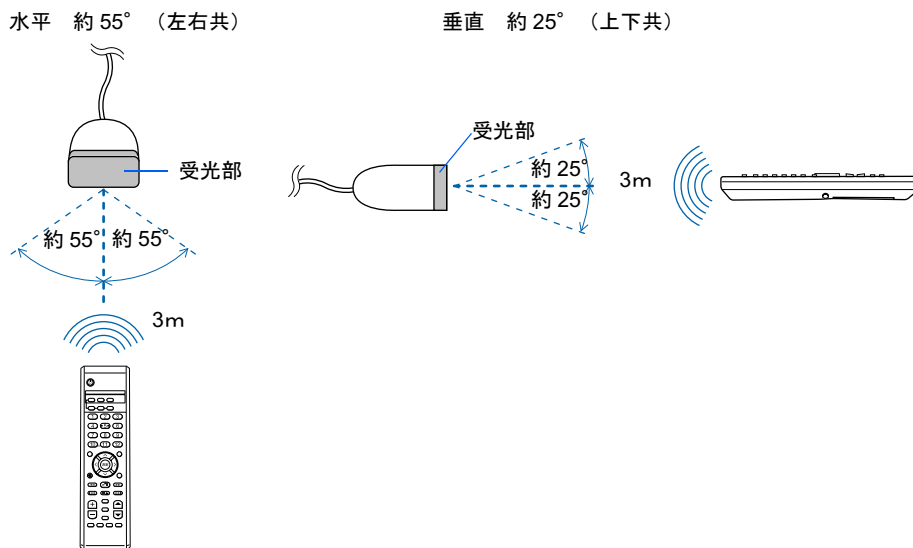 水平　約 55°　（左右共）
受光部
約 55°　約 55°
3m
垂直　約 25°　（上下共）
受光部
約 25°
約 25°
3m